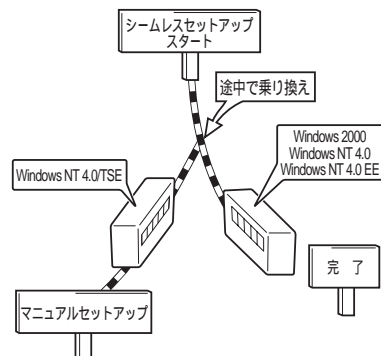 シームレスセットアップ
スタート
途中で乗り換え
Windows 2000
Windows NT 4.0
Windows NT 4.0 EE
Windows NT 4.0/TSE
完 了
マニュアルセットアップ